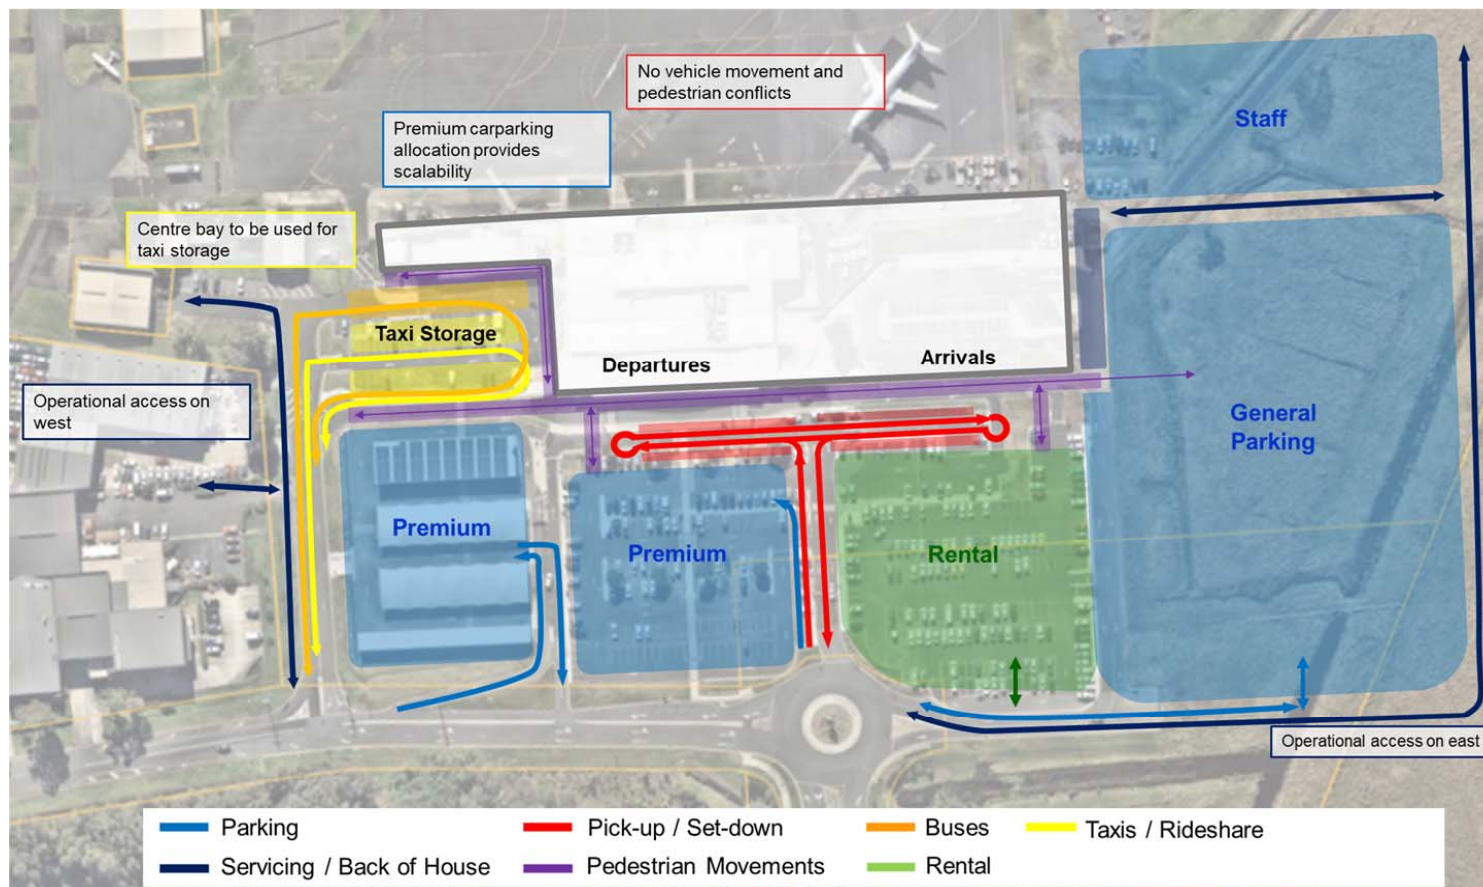 No vehicle movement and
pedestrian conflicts
Staff
Premium carparking
allocation provides
scalability
Centre bay to be used for
taxi storage
Taxi Storage
Departures
Arrivals
Operational access on
west
General
Parking
Premium
Premium
Rental
Operational access on east
Parking
Pick-up / Set-down
Buses
Taxis / Rideshare
Servicing / Back of House
Pedestrian Movements
Rental